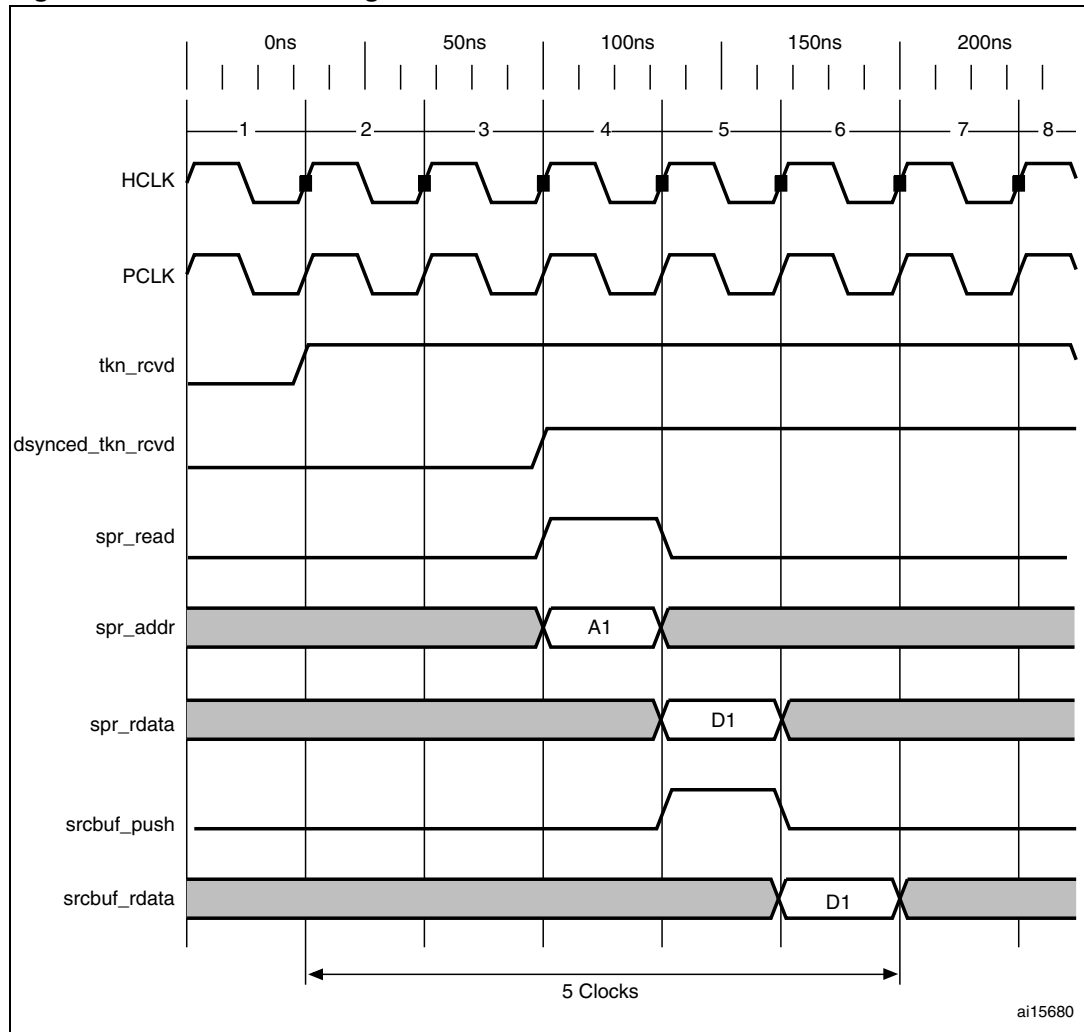 0ns 50ns 100ns 150ns 200ns
1 2 3 4 5 6 7 8
HCLK
PCLK
tkn_rcvd
dsynced_tkn_rcvd
spr_read
spr_addr A1
spr_rdata D1
srcbuf_push
srcbuf_rdata D1
5 Clocks
ai15680